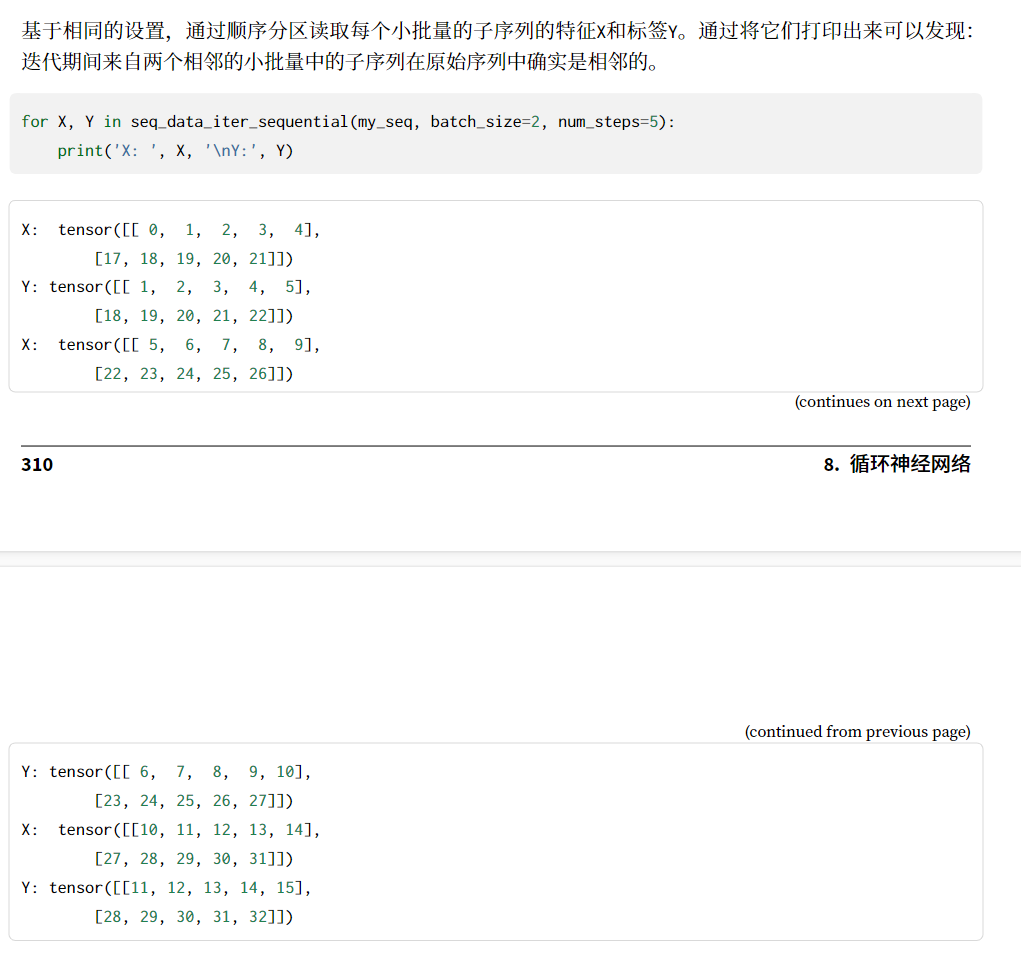 基于相同的设置，通过顺序分区读取每个小批量的子序列的特征X和标签Y。通过将它们打印出来可以发现：
迭代期间来自两个相邻的小批量中的子序列在原始序列中确实是相邻的。
for X, Y in seq_data_iter_sequential(my_seq, batch_size=2, num_steps=5):
    print('X: ', X, '\nY:', Y)
X:  tensor([[ 0,  1,  2,  3,  4],
        [17, 18, 19, 20, 21]])
Y: tensor([[ 1,  2,  3,  4,  5],
        [18, 19, 20, 21, 22]])
X:  tensor([[ 5,  6,  7,  8,  9],
        [22, 23, 24, 25, 26]])
(continues on next page)
310 8. 循环神经网络
(continued from previous page)
Y: tensor([[ 6,  7,  8,  9, 10],
        [23, 24, 25, 26, 27]])
X:  tensor([[10, 11, 12, 13, 14],
        [27, 28, 29, 30, 31]])
Y: tensor([[11, 12, 13, 14, 15],
        [28, 29, 30, 31, 32]])